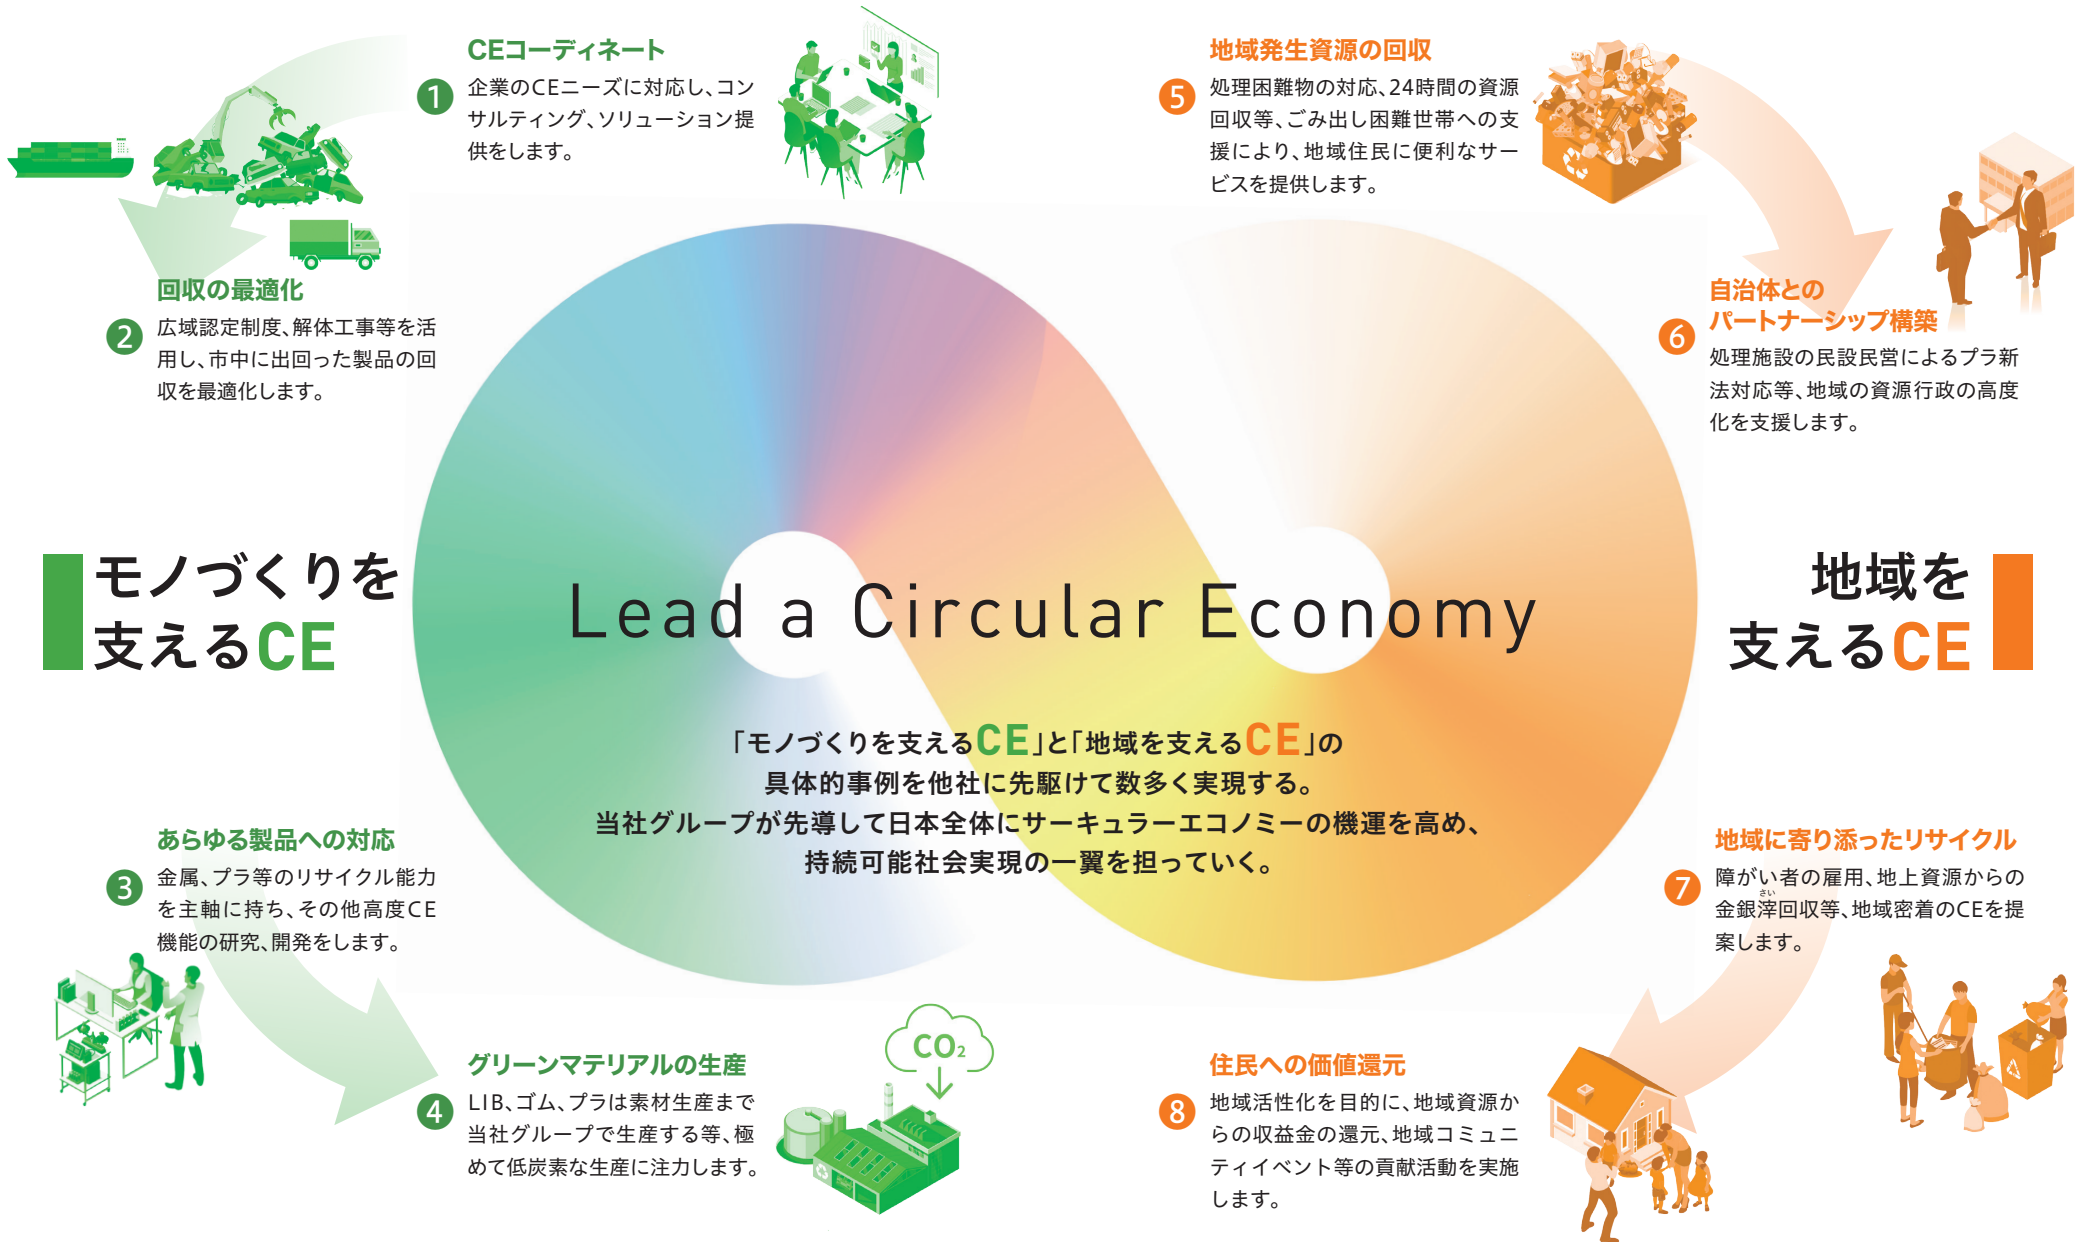 CEコーディネート
1
企業のCEニーズに対応し、コン
サルティング、ソリューション提
供をします。
回収の最適化
2
広域認定制度、解体工事等を活
用し、市中に出回った製品の回
収を最適化します。
モノづくりを
支えるCE
あらゆる製品への対応
3
金属、プラ等のリサイクル能力
を主軸に持ち、その他高度CE
機能の研究、開発をします。
グリーンマテリアルの生産
4
LIB、ゴム、プラは素材生産まで
当社グループで生産する等、極
めて低炭素な生産に注力します。
CO₂
Lead a Circular Economy
「モノづくりを支えるCE」と「地域を支えるCE」の
具体的事例を他社に先駆けて数多く実現する。
当社グループが先導して日本全体にサーキュラーエコノミーの機運を高め、
持続可能社会実現の一翼を担っていく。
地域発生資源の回収
5
処理困難物の対応、24時間の資源
回収等、ごみ出し困難世帯への支
援により、地域住民に便利なサー
ビスを提供します。
自治体との
パートナーシップ構築
6
処理施設の民設民営によるプラ新
法対応等、地域の資源行政の高度
化を支援します。
地域を
支えるCE
地域に寄り添ったリサイクル
7
障がい者の雇用、地上資源からの
さい
金銀滓回収等、地域密着のCEを提
案します。
住民への価値還元
8
地域活性化を目的に、地域資源か
らの収益金の還元、地域コミュニ
ティイベント等の貢献活動を実施
します。